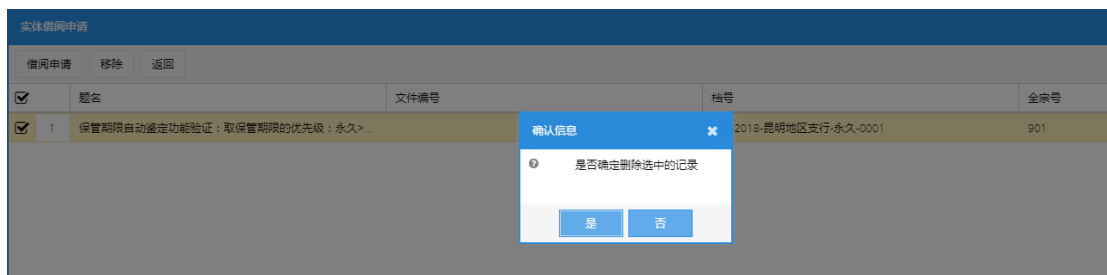 实体借阅申请
借阅申请 移除 返回
题名 文件编号 档号 全宗号
1 保管期限自动鉴定功能验证：取保管期限的优先级：永久>... -2018-昆明地区支行-永久-0001 901
确认信息
是否确定删除选中的记录
是 否